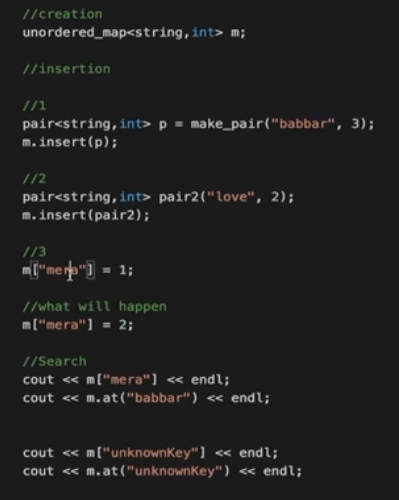 //creation
unordered_map<string,int> m;
//insertion
//1
pair<string,int> p = make_pair("babbar", 3);
m.insert(p);
//2
pair<string,int> pair2("love", 2);
m.insert(pair2);
//3
m["mera"] = 1;
//what will happen
m["mera"] = 2;
//Search
cout << m["mera"] << endl;
cout << m.at("babbar") << endl;
cout << m["unknownKey"] << endl;
cout << m.at("unknownKey") << endl;